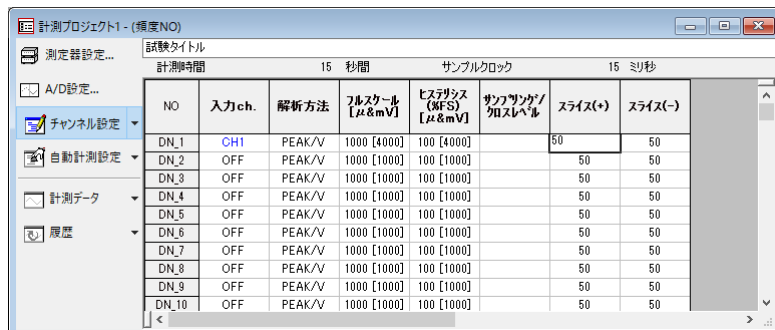 計測プロジェクト1 - (頻度NO)
測定器設定...
A/D設定...
チャンネル設定
自動計測設定
計測データ
履歴
試験タイトル
計測時間 15 秒間 サンプルクロック 15 ミリ秒
NO 入力ch. 解析方法 フルスケール [μ&mV] ヒステリシス (%FS) [μ&mV] サンプリング/クロスレベル スライス(+) スライス(-)
DN_1 CH1 PEAK/V 1000 [4000] 100 [4000] 50 50
DN_2 OFF PEAK/V 1000 [1000] 100 [1000] 50 50
DN_3 OFF PEAK/V 1000 [1000] 100 [1000] 50 50
DN_4 OFF PEAK/V 1000 [1000] 100 [1000] 50 50
DN_5 OFF PEAK/V 1000 [1000] 100 [1000] 50 50
DN_6 OFF PEAK/V 1000 [1000] 100 [1000] 50 50
DN_7 OFF PEAK/V 1000 [1000] 100 [1000] 50 50
DN_8 OFF PEAK/V 1000 [1000] 100 [1000] 50 50
DN_9 OFF PEAK/V 1000 [1000] 100 [1000] 50 50
DN_10 OFF PEAK/V 1000 [1000] 100 [1000] 50 50